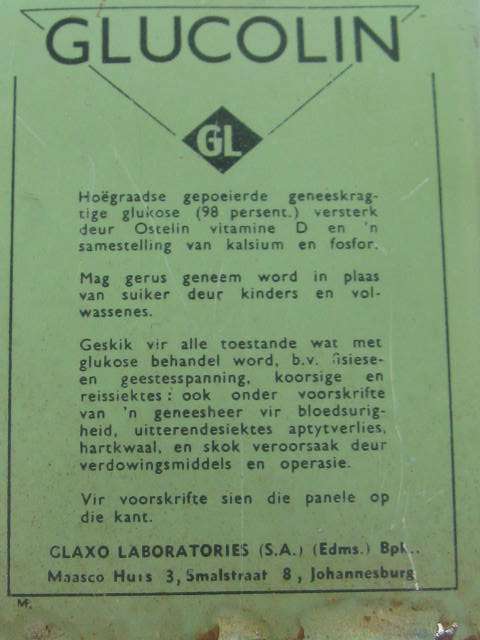 GLUCOLIN
GL
Hoëgraadse gepoeierde geneeskrag-
tige glukose (98 persent.) versterk
deur Ostelin vitamine D en 'n
samestelling van kalsium en fosfor.
Mag gerus geneem word in plaas
van suiker deur kinders en vol-
wassenes.
Geskik vir alle toestande wat met
glukose behandel word, b.v. fisiese-
en geestesspanning, koorsige en
reissiektes: ook onder voorskrifte
van 'n geneesheer vir bloedsurig-
heid, uitterendesiektes aptytverlies,
hartkwaal, en skok veroorsaak deur
verdowingsmiddels en operasie.
Vir voorskrifte sien die panele op
die kant.
GLAXO LABORATORIES (S.A.) (Edms.) Bpk.,
Maasco Huis 3, Smalstraat 8, Johannesburg
M.